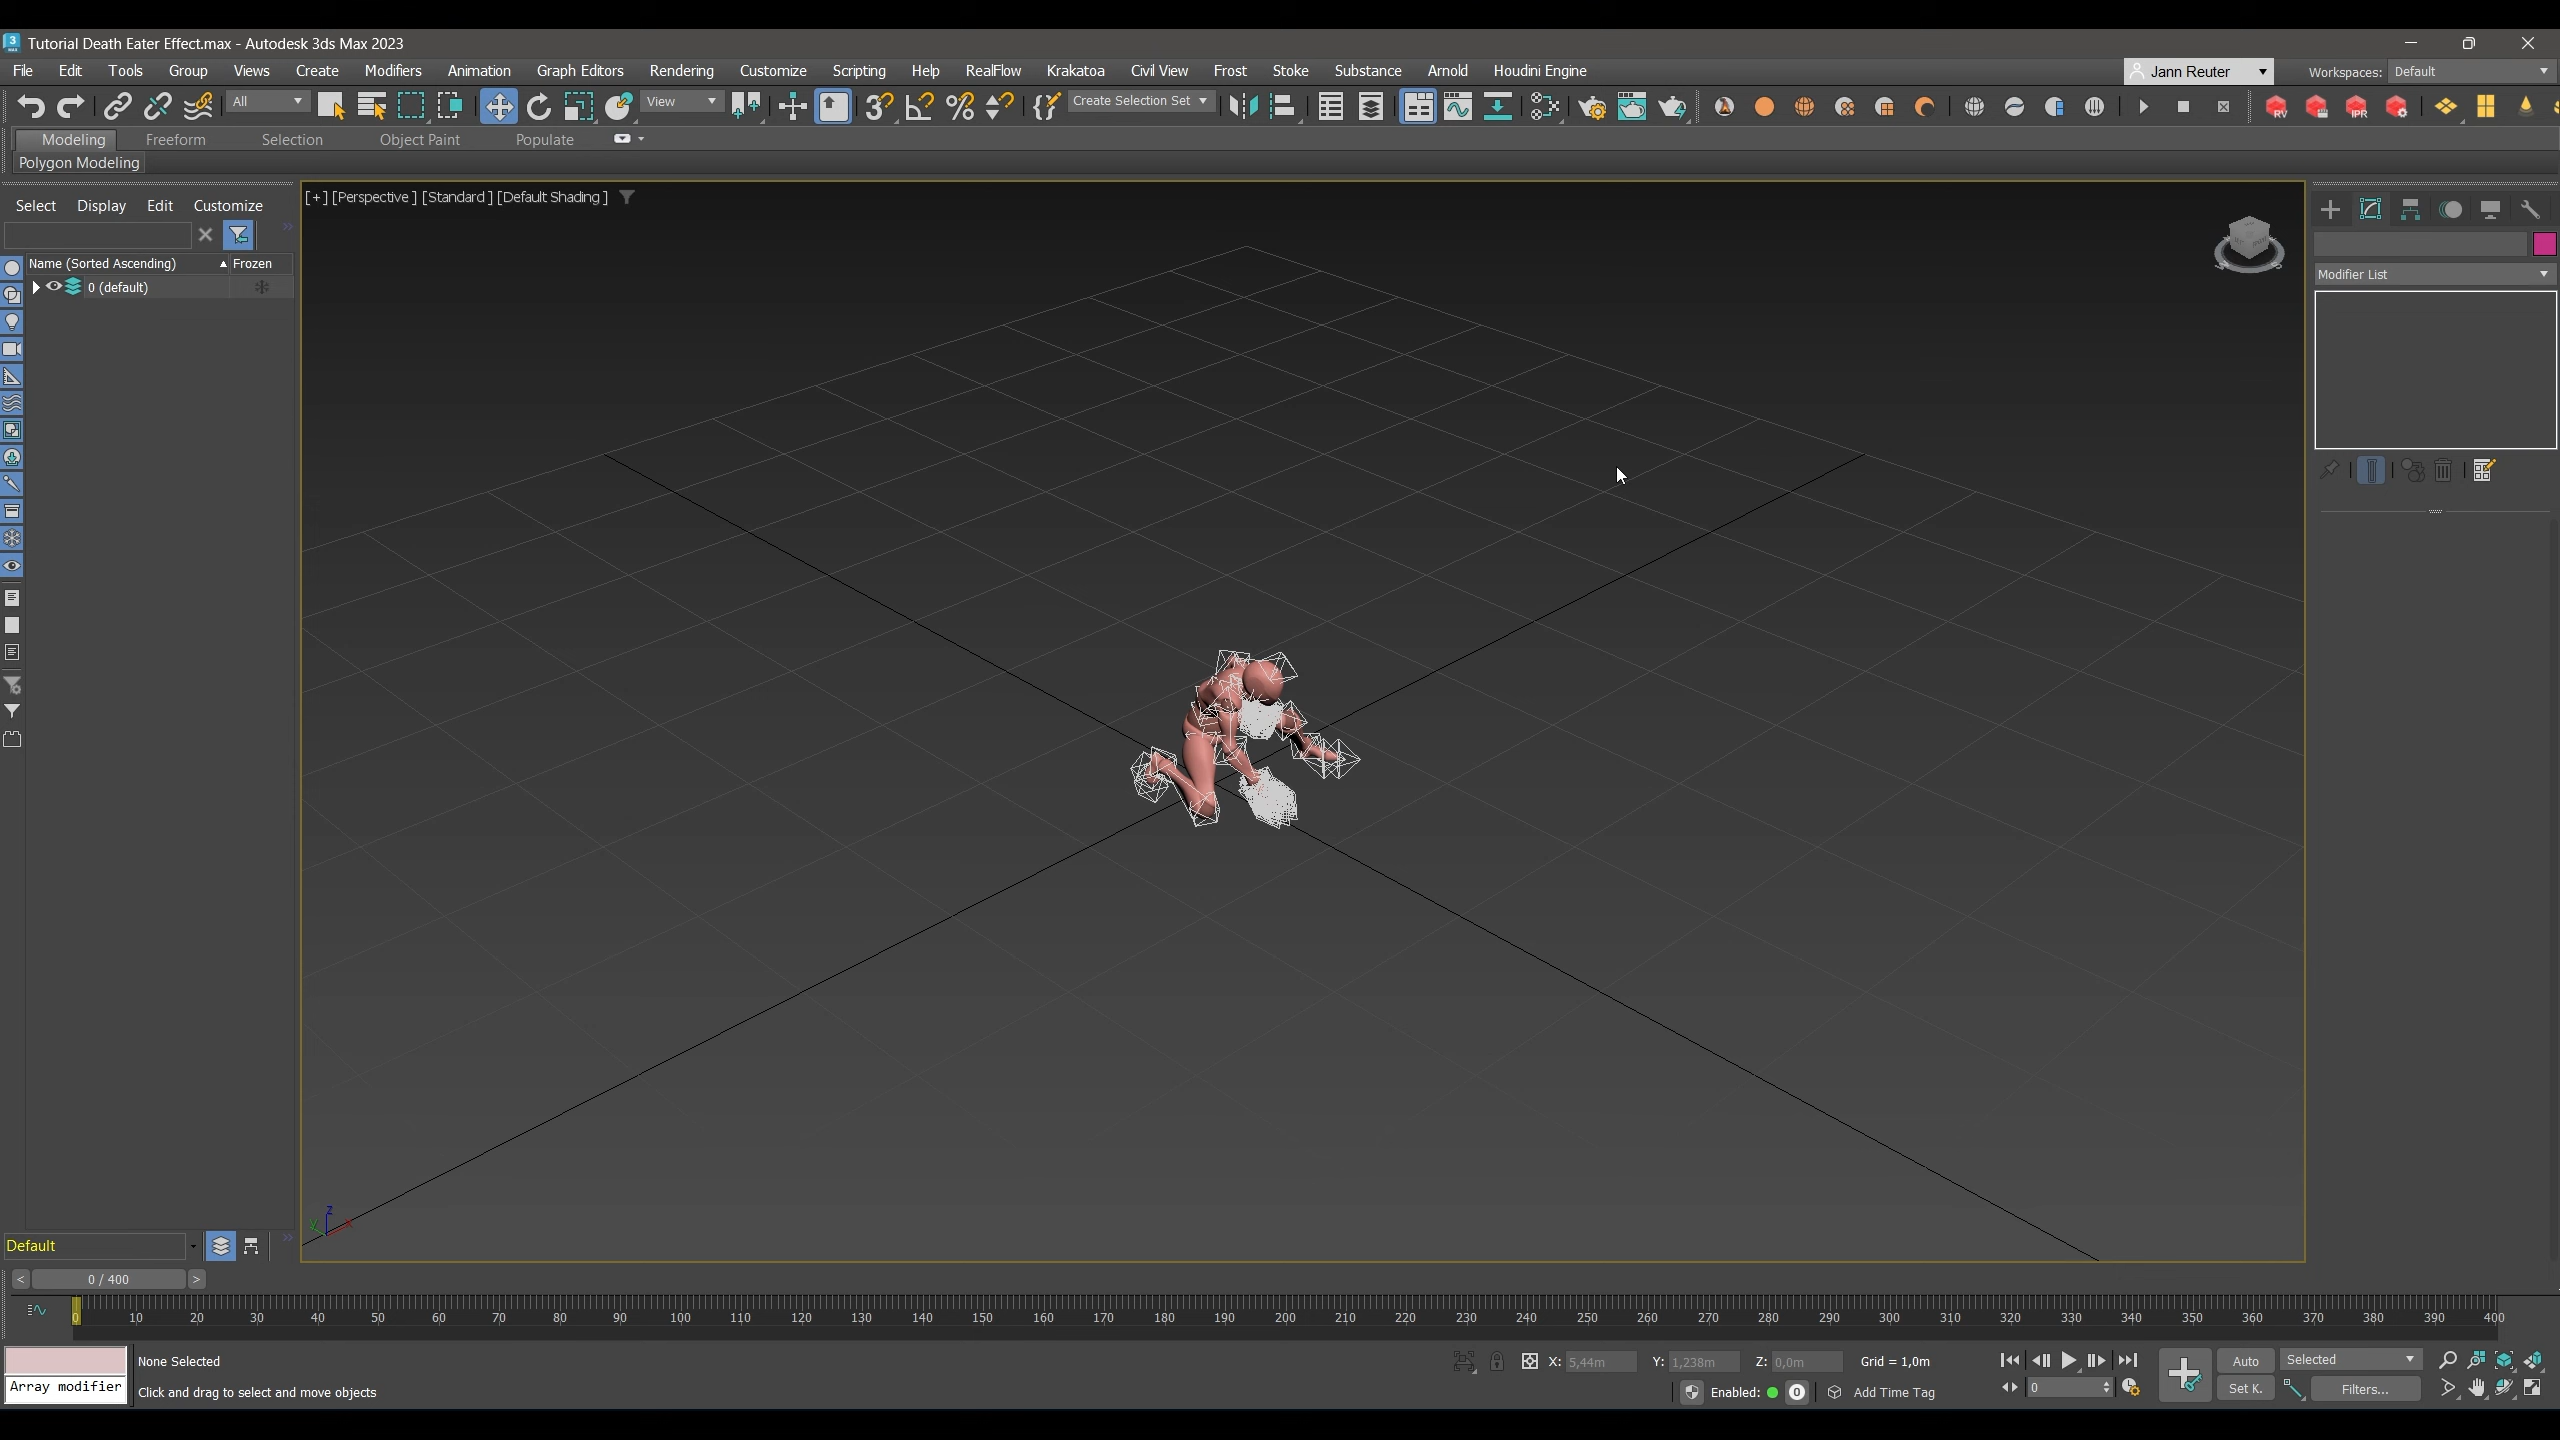 Tutorial Death Eater Effect.max - Autodesk 3ds Max 2023
File Edit Tools Group Views Create Modifiers Animation Graph Editors Rendering Customize Scripting Help RealFlow Krakatoa Civil View Frost Stoke Substance Arnold Houdini Engine Jann Reuter Workspaces: Default
All View Create Selection Set RV IPR
Modeling Freeform Selection Object Paint Populate
Polygon Modeling
Select Display Edit Customize
[+] [Perspective ] [Standard ] [Default Shading ]
Name (Sorted Ascending) Frozen
0 (default)
Modifier List
z
y x
Default
< 0 / 400 >
0 10 20 30 40 50 60 70 80 90 100 110 120 130 140 150 160 170 180 190 200 210 220 230 240 250 260 270 280 290 300 310 320 330 340 350 360 370 380 390 400
None Selected X: 5,44m Y: 1,238m Z: 0,0m Grid = 1,0m Auto Selected
Array modifier Click and drag to select and move objects Enabled: 0 Add Time Tag 0 Set K. Filters...